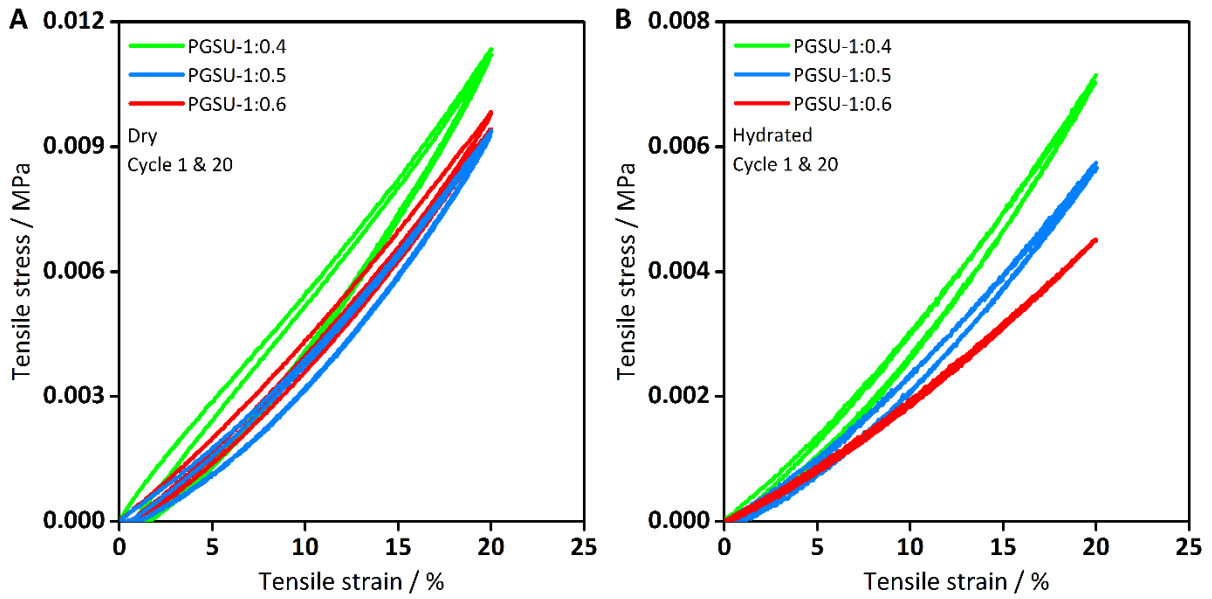 A
0.012
0.009
0.006
0.003
0.000
Tensile stress / MPa
PGSU-1:0.4
PGSU-1:0.5
PGSU-1:0.6
Dry
Cycle 1 & 20
0 5 10 15 20 25
Tensile strain / %
B
0.008
0.006
0.004
0.002
0.000
Tensile stress / MPa
PGSU-1:0.4
PGSU-1:0.5
PGSU-1:0.6
Hydrated
Cycle 1 & 20
0 5 10 15 20 25
Tensile strain / %